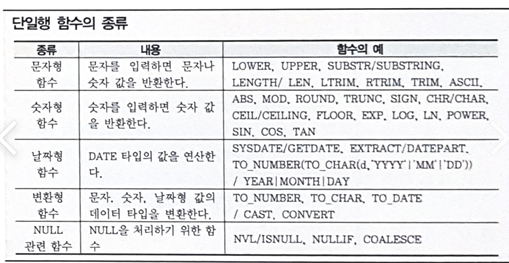 단일행 함수의 종류
종류 내용 함수의 예
문자형 함수 문자를 입력하면 문자나 숫자 값을 반환한다. LOWER, UPPER, SUBSTR/SUBSTRING,
LENGTH/ LEN, LTRIM, RTRIM, TRIM, ASCII,
숫자형 함수 숫자를 입력하면 숫자 값을 반환한다. ABS, MOD, ROUND, TRUNC, SIGN, CHR/CHAR,
CEIL/CEILING, FLOOR, EXP, LOG, LN, POWER,
SIN, COS, TAN
날짜형 함수 DATE 타입의 값을 연산한다. SYSDATE/GETDATE, EXTRACT/DATEPART,
TO_NUMBER(TO_CHAR(d,'YYYY'|'MM'|'DD'))
/ YEAR|MONTH|DAY
변환형 함수 문자, 숫자, 날짜형 값의 데이터 타입을 변환한다. TO_NUMBER, TO_CHAR, TO_DATE
/ CAST, CONVERT
NULL 관련 함수 NULL을 처리하기 위한 함수 NVL/ISNULL, NULLIF, COALESCE